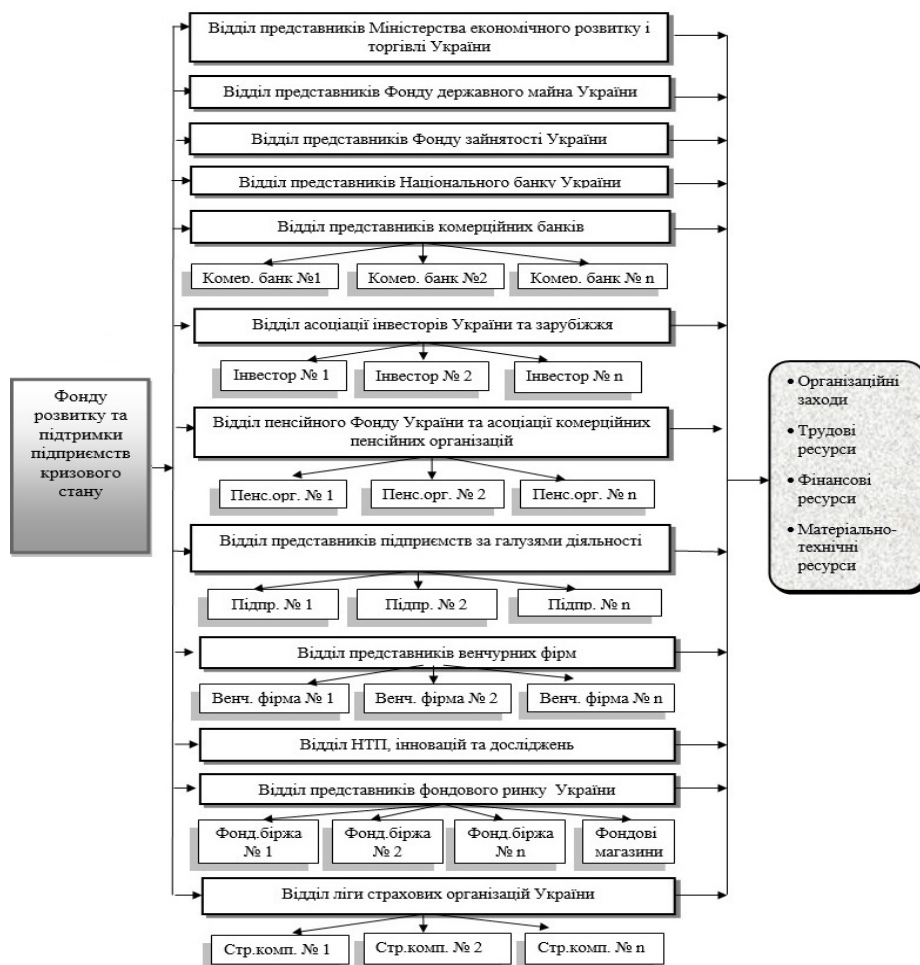 Відділ представників Міністерства економічного розвитку і
торгівлі України
Відділ представників Фонду державного майна України
Відділ представників Фонду зайнятості України
Відділ представників Національного банку України
Відділ представників комерційних банків
Комер. банк №1
Комер. банк №2
Комер. банк № n
Відділ асоціації інвесторів України та зарубіжжя
Інвестор № 1
Інвестор № 2
Інвестор № n
Фонду
розвитку та
підтримки
підприємств
кризового
стану
Відділ пенсійного Фонду України та асоціації комерційних
пенсійних організацій
Пенс.орг. № 1
Пенс.орг. № 2
Пенс.орг. № n
Відділ представників підприємств за галузями діяльності
Підпр. № 1
Підпр. № 2
Підпр. № n
Відділ представників венчурних фірм
Венч. фірма № 1
Венч. фірма № 2
Венч. фірма № n
Відділ НТП, інновацій та досліджень
Відділ представників фондового ринку України
Фонд.біржа
№ 1
Фонд.біржа
№ 2
Фонд.біржа
№ n
Фондові
магазини
Відділ ліги страхових організацій України
Стр.комп. № 1
Стр.комп. № 2
Стр.комп. № n
• Організаційні
заходи
• Трудові
ресурси
• Фінансові
ресурси
• Матеріально-
технічні
ресурси